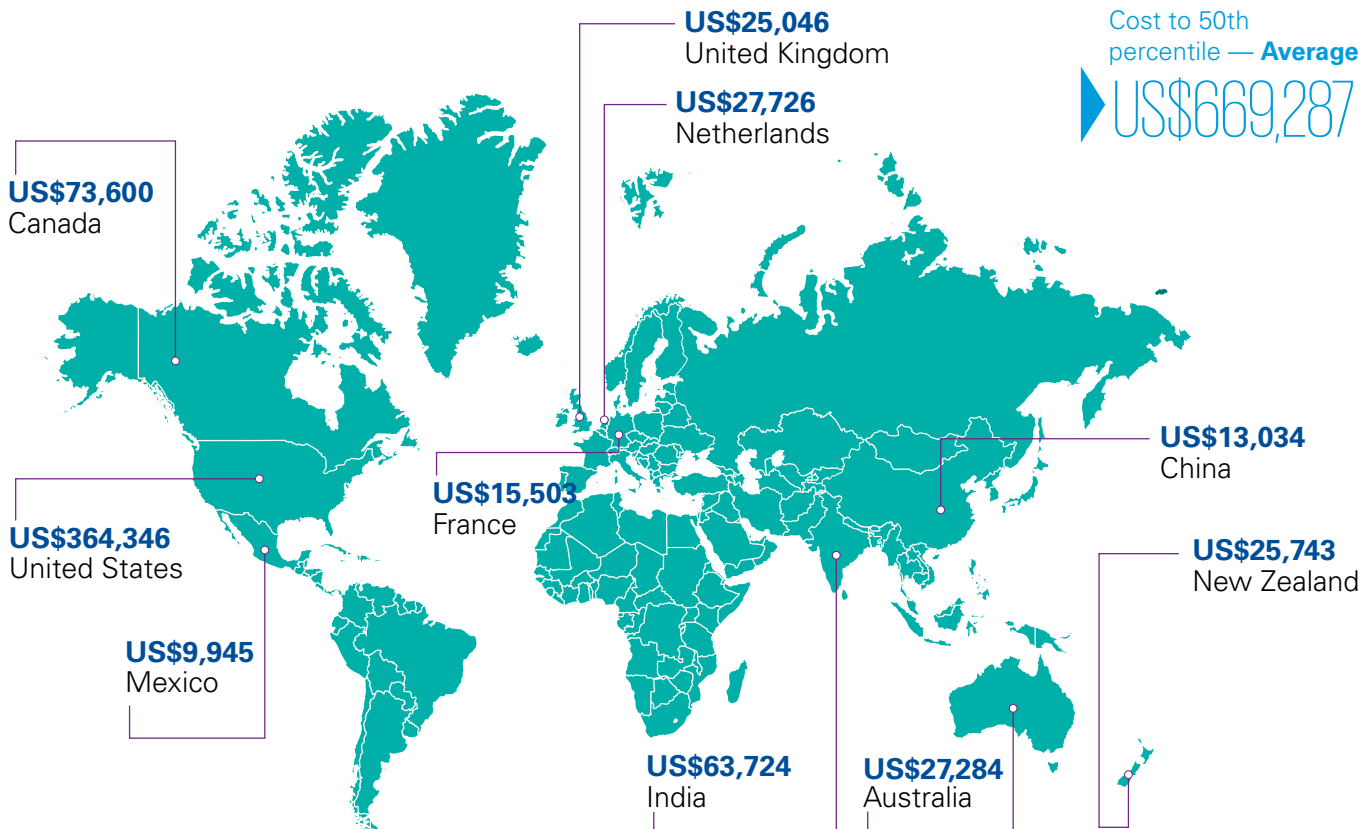 US$25,046
United Kingdom
Cost to 50th
percentile — Average
US$669,287
US$27,726
Netherlands
US$73,600
Canada
US$13,034
China
US$15,503
France
US$364,346
United States
US$25,743
New Zealand
US$9,945
Mexico
US$63,724
India
US$27,284
Australia